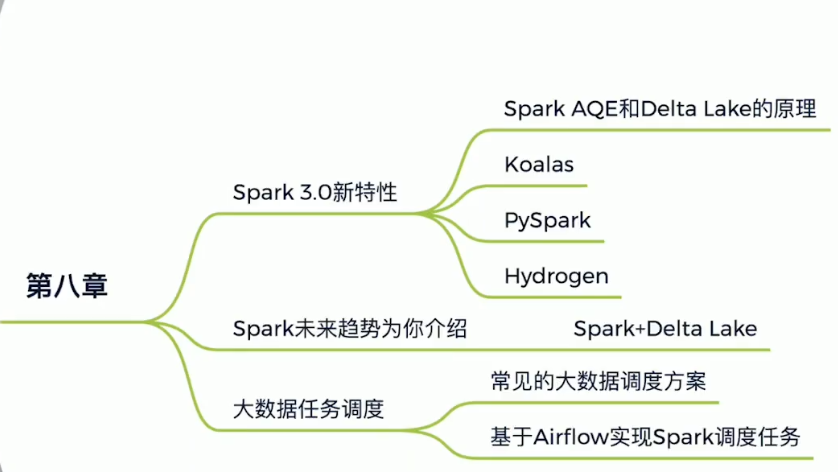 第八章
Spark 3.0新特性
Spark AQE和Delta Lake的原理
Koalas
PySpark
Hydrogen
Spark未来趋势为你介绍
Spark+Delta Lake
大数据任务调度
常见的大数据调度方案
基于Airflow实现Spark调度任务